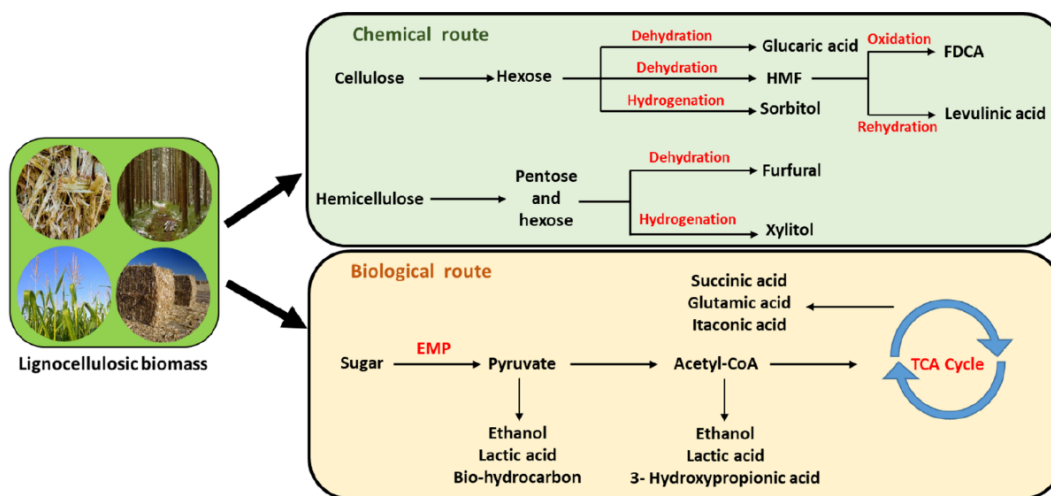 Chemical route
Dehydration
Glucaric acid
Oxidation
FDCA
Cellulose
Hexose
Dehydration
HMF
Hydrogenation
Sorbitol
Rehydration
Levulinic acid
Hemicellulose
Pentose
and
hexose
Dehydration
Furfural
Hydrogenation
Xylitol
Lignocellulosic biomass
Biological route
Succinic acid
Glutamic acid
Itaconic acid
Sugar
EMP
Pyruvate
Acetyl-CoA
TCA Cycle
Ethanol
Lactic acid
Bio-hydrocarbon
Ethanol
Lactic acid
3- Hydroxypropionic acid